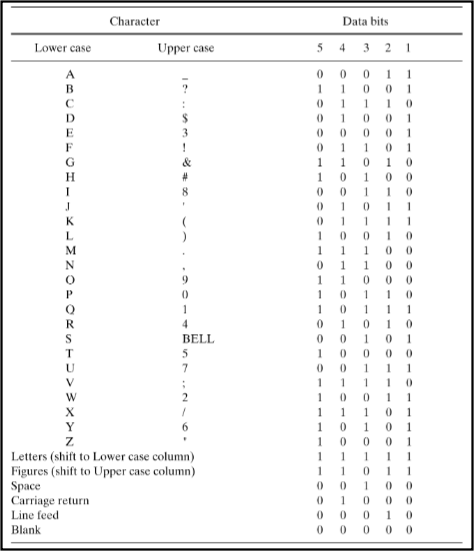 Character Data bits
Lower case Upper case 5 4 3 2 1
A _ 0 0 0 1 1
B ? 1 1 0 0 1
C : 0 1 1 1 0
D $ 0 1 0 0 1
E 3 0 0 0 0 1
F ! 0 1 1 0 1
G & 1 1 0 1 0
H # 1 0 1 0 0
I 8 0 0 1 1 0
J ' 0 1 0 1 1
K ( 0 1 1 1 1
L ) 1 0 0 1 0
M . 1 1 1 0 0
N , 0 1 1 0 0
O 9 1 1 0 0 0
P 0 1 0 1 1 0
Q 1 1 0 1 1 1
R 4 0 1 0 1 0
S BELL 0 0 1 0 1
T 5 1 0 0 0 0
U 7 0 0 1 1 1
V ; 1 1 1 1 0
W 2 1 0 0 1 1
X / 1 1 1 0 1
Y 6 1 0 1 0 1
Z " 1 0 0 0 1
Letters (shift to Lower case column) 1 1 1 1 1
Figures (shift to Upper case column) 1 1 0 1 1
Space 0 0 1 0 0
Carriage return 0 1 0 0 0
Line feed 0 0 0 1 0
Blank 0 0 0 0 0